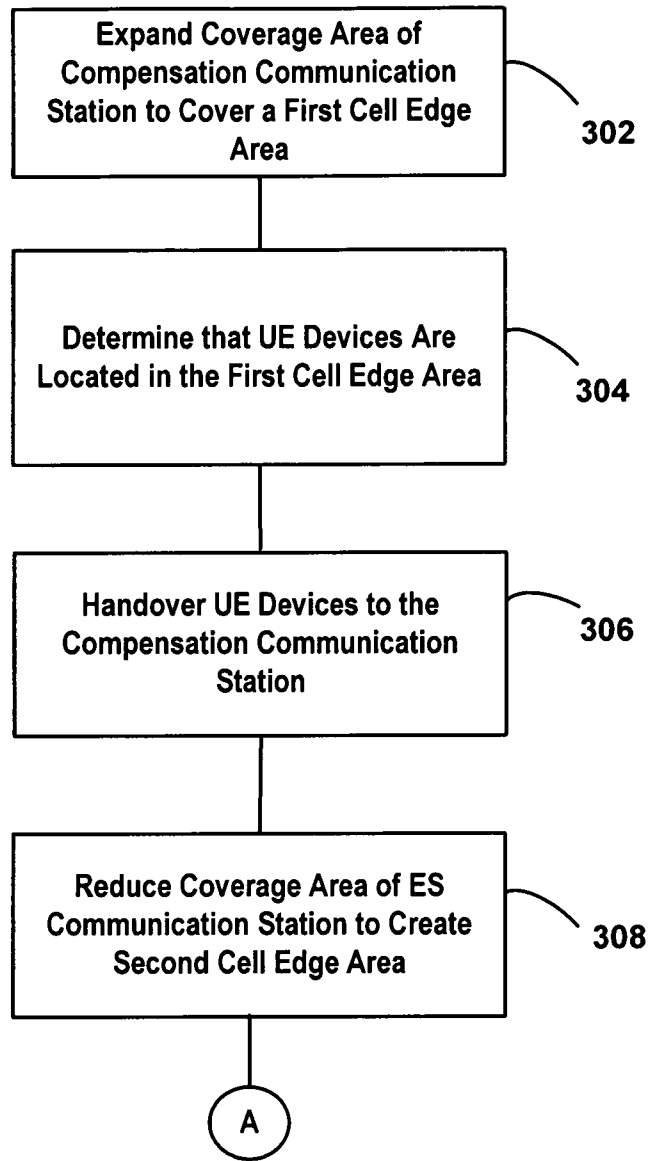 Expand Coverage Area of
Compensation Communication
Station to Cover a First Cell Edge
Area
302
Determine that UE Devices Are
Located in the First Cell Edge Area
304
Handover UE Devices to the
Compensation Communication
Station
306
Reduce Coverage Area of ES
Communication Station to Create
Second Cell Edge Area
308
A